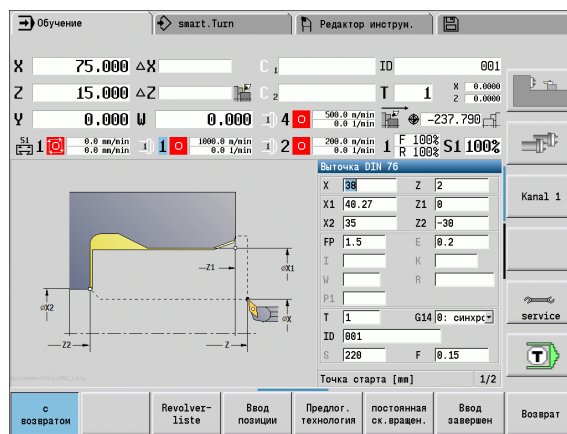 Обучение smart.Turn Редактор инструм.
X 75.000 ΔX C 1 ID 001
Z 15.000 ΔZ C 2 T 1 X 0.0000 Z 0.0000
Y 0.000 U 0.000 4 500.0 m/min 0.0 1/min -237.790
S1 1 0.0 mm/min 0.0 mm/min 1 1000.0 m/min 0.0 1/min 2 200.0 m/min 0.0 1/min 1 F 100% R 100% S1 100%
Выточка DIN 76
X 38 Z 2
X1 40.27 Z1 0
X2 35 Z2 -30
FP 1.5 E 0.2
I K
W R
P1
T 1 G14 0: синхрс
ID 001
S 220 F 0.15
Точка старта [mm] 1/2
Z1
øX1
øX2
øX
Z2
Z
Kanal 1
service
T
с возвратом
Revolver-liste
Ввод позиции
Предлог. технология
постоянная ск.вращен.
Ввод завершен
Возврат